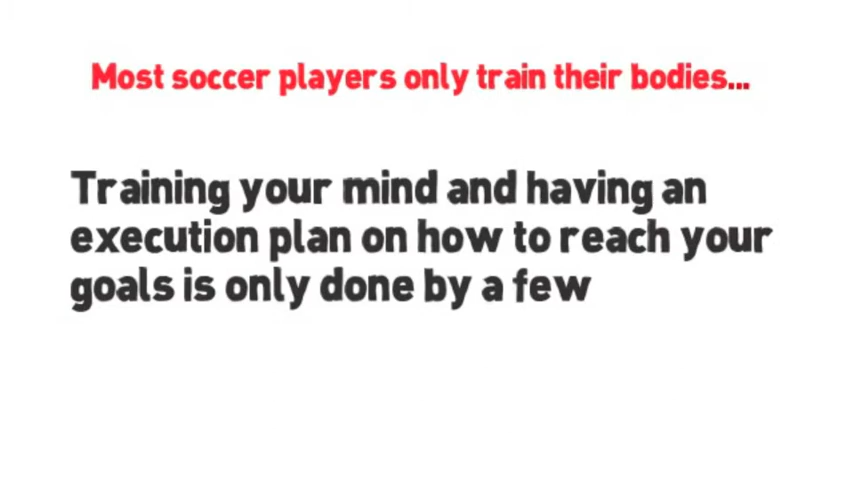 Most soccer players only train their bodies...
Training your mind and having an
execution plan on how to reach your
goals is only done by a few